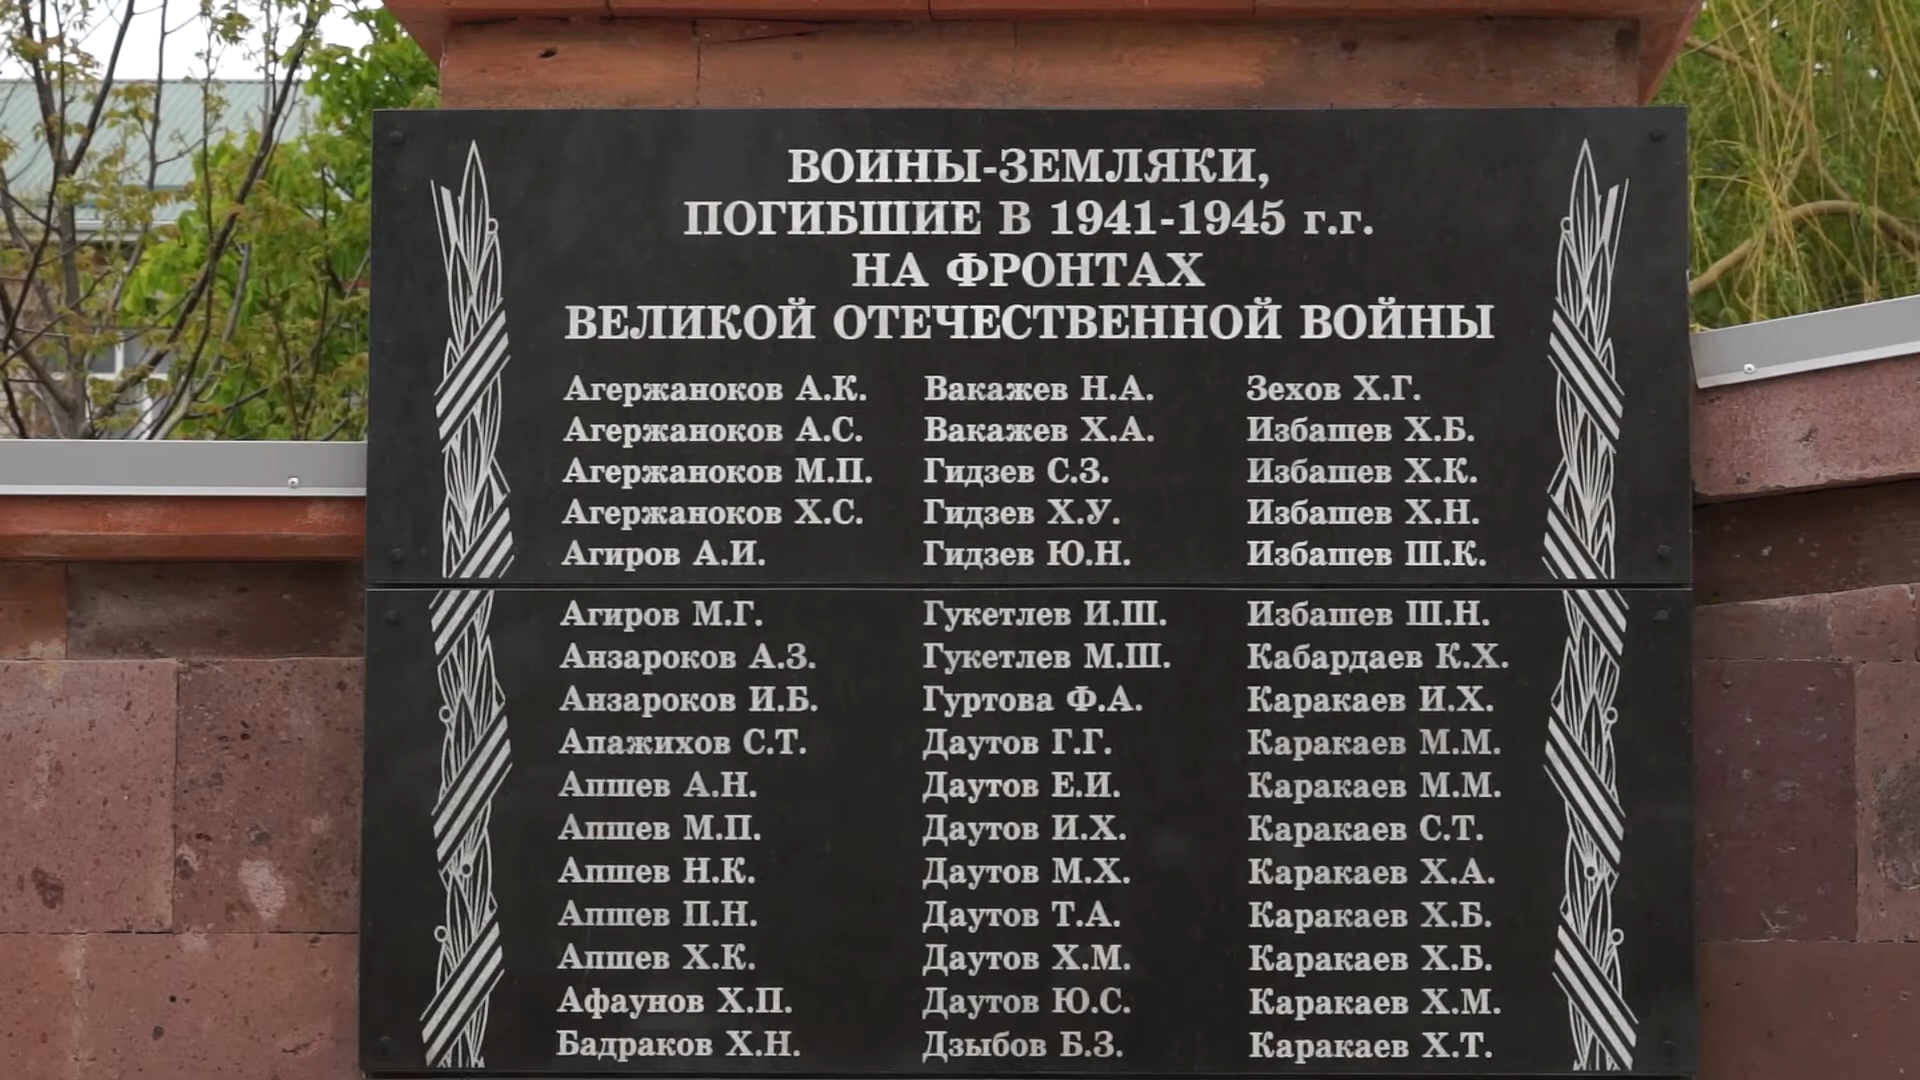 ВОИНЫ-ЗЕМЛЯКИ,
ПОГИБШИЕ В 1941-1945 г.г.
НА ФРОНТАХ
ВЕЛИКОЙ ОТЕЧЕСТВЕННОЙ ВОЙНЫ
Агержаноков А.К.
Агержаноков А.С.
Агержаноков М.П.
Агержаноков Х.С.
Агиров А.И.
Агиров М.Г.
Анзароков А.З.
Анзароков И.Б.
Апажихов С.Т.
Апшев А.Н.
Апшев М.П.
Апшев Н.К.
Апшев П.Н.
Апшев Х.К.
Афаунов Х.П.
Бадраков Х.Н.
Вакажев Н.А.
Вакажев Х.А.
Гидзев С.З.
Гидзев Х.У.
Гидзев Ю.Н.
Гукетлев И.Ш.
Гукетлев М.Ш.
Гуртова Ф.А.
Даутов Г.Г.
Даутов Е.И.
Даутов И.Х.
Даутов М.Х.
Даутов Т.А.
Даутов Х.М.
Даутов Ю.С.
Дзыбов Б.З.
Зехов Х.Г.
Избашев Х.Б.
Избашев Х.К.
Избашев Х.Н.
Избашев Ш.К.
Избашев Ш.Н.
Кабардаев К.Х.
Каракаев И.Х.
Каракаев М.М.
Каракаев М.М.
Каракаев С.Т.
Каракаев Х.А.
Каракаев Х.Б.
Каракаев Х.Б.
Каракаев Х.М.
Каракаев Х.Т.